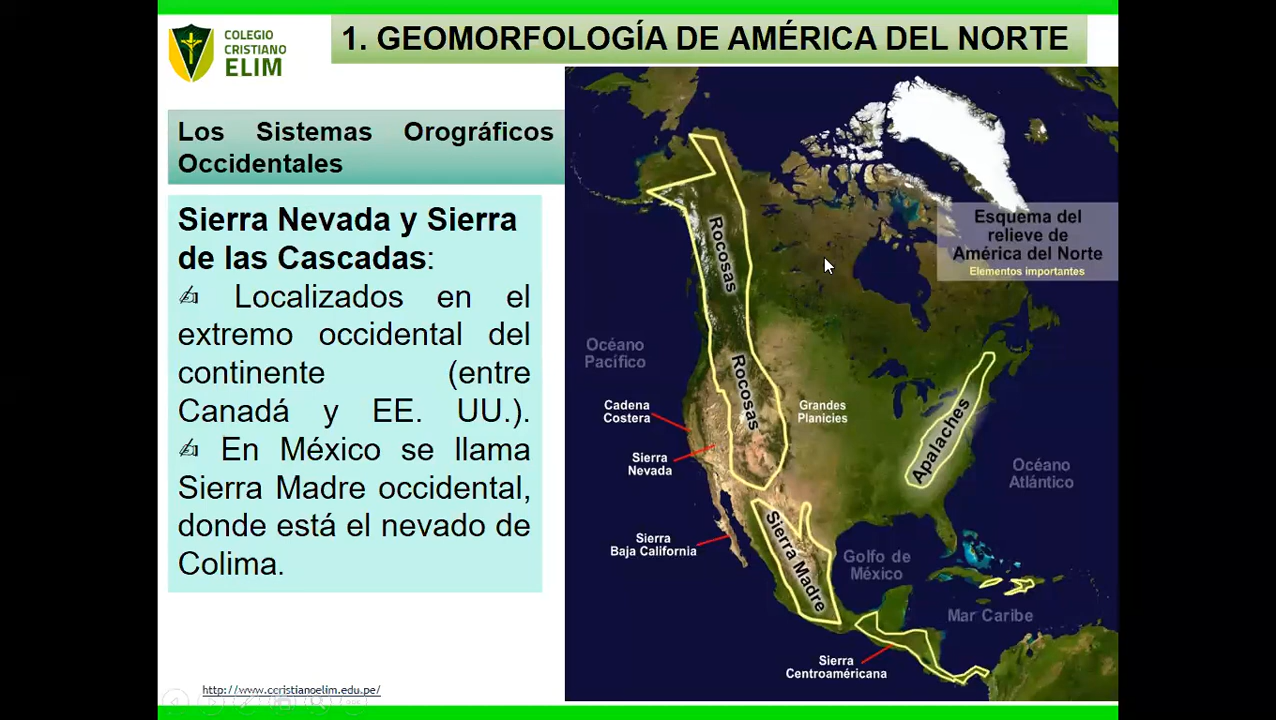 COLEGIO
CRISTIANO
ELIM
1. GEOMORFOLOGÍA DE AMÉRICA DEL NORTE
Los Sistemas Orográficos
Occidentales
Sierra Nevada y Sierra
de las Cascadas:
✍ Localizados en el
extremo occidental del
continente (entre
Canadá y EE. UU.).
✍ En México se llama
Sierra Madre occidental,
donde está el nevado de
Colima.
http://www.ccristianoelim.edu.pe/
Esquema del
relieve de
América del Norte
Elementos importantes
Rocosas
Rocosas
Océano
Pacífico
Cadena
Costera
Grandes
Planicies
Sierra
Nevada
Apalaches
Océano
Atlántico
Sierra
Baja California
Sierra Madre
Golfo de
México
Mar Caribe
Sierra
Centroaméricana